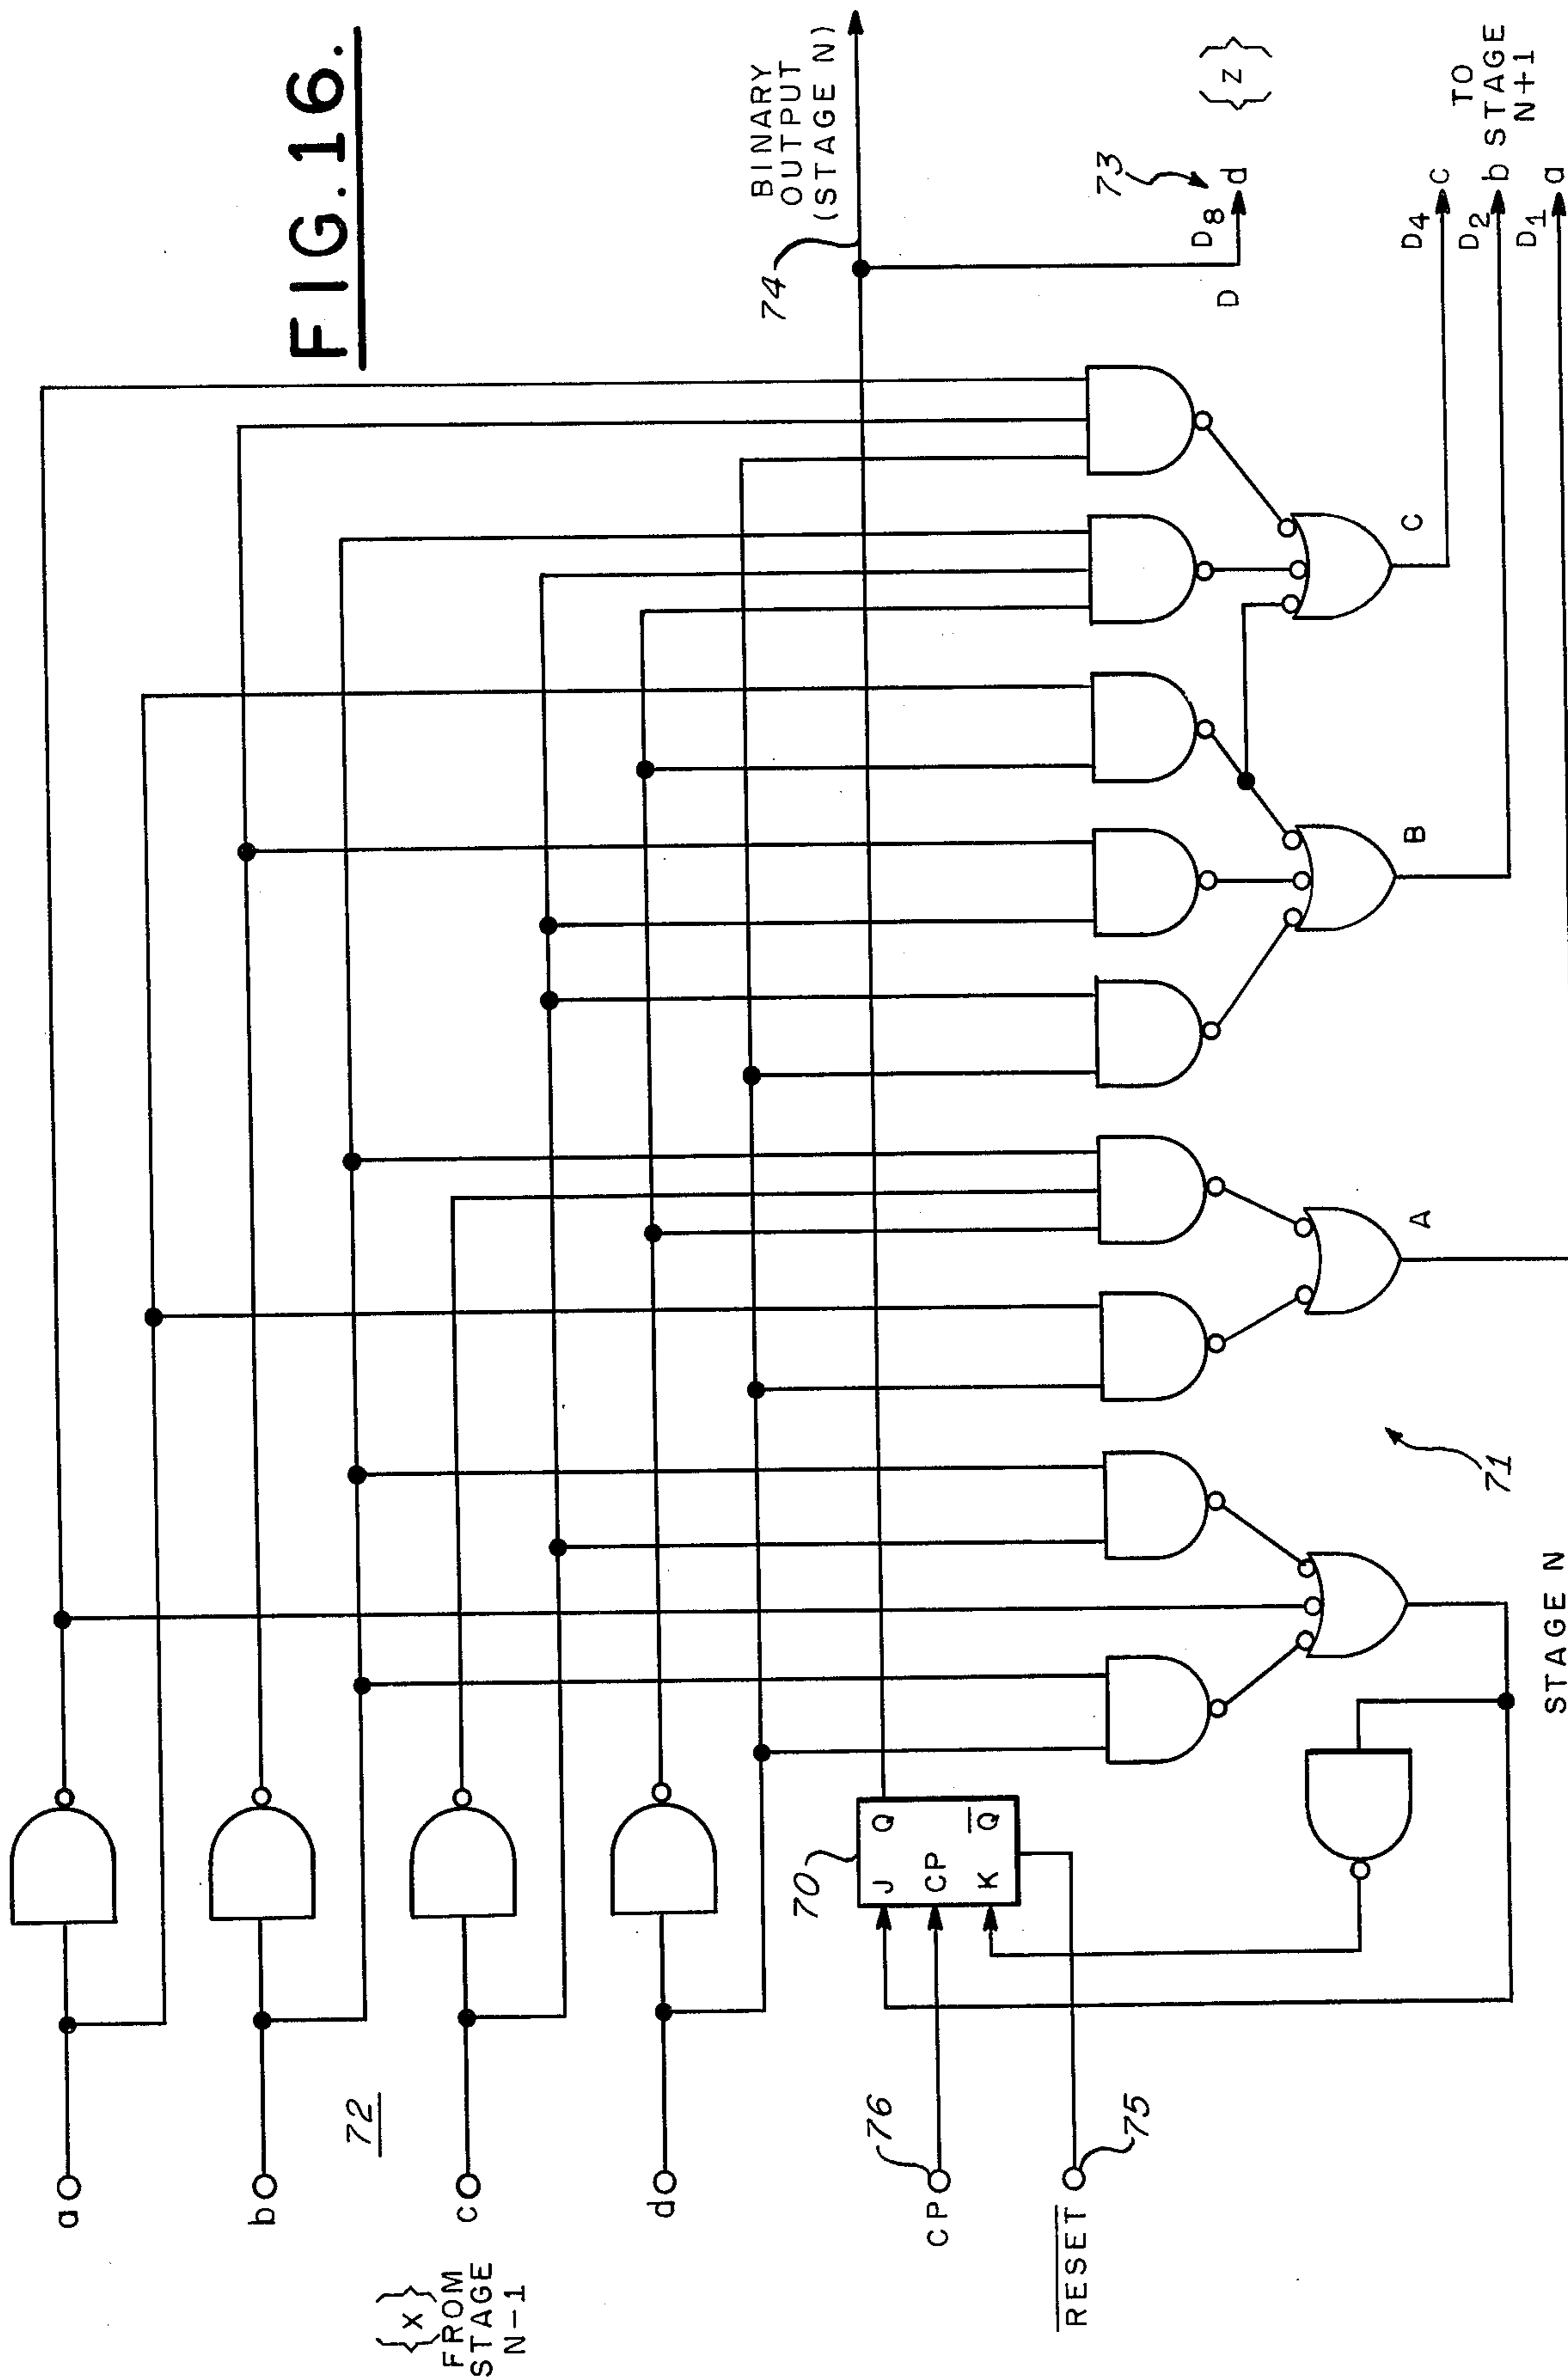 FIG.16.
a
b
72
c
{x}
FROM
STAGE
N-1
d
76
CP
75
RESET
70
J
Q
CP
K
Q
74
BINARY
OUTPUT
(STAGE N)
73
D
D8
d
{z}
A
B
C
D4
c
D2
b
D1
a
TO
STAGE
N+1
71
STAGE N